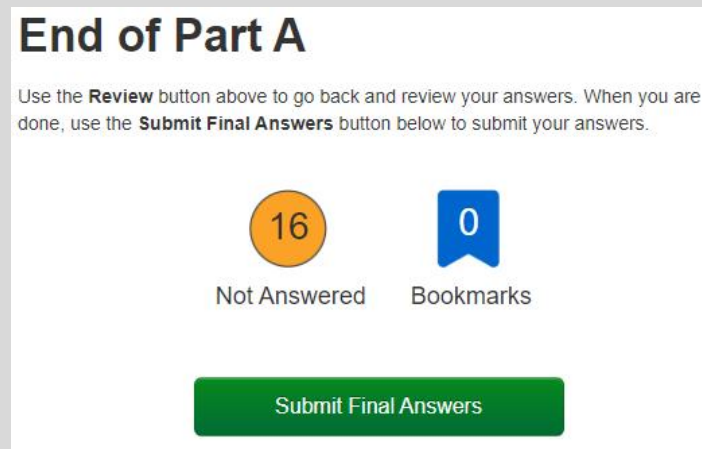 End of Part A
Use the Review button above to go back and review your answers. When you are
done, use the Submit Final Answers button below to submit your answers.
16
0
Not Answered
Bookmarks
Submit Final Answers